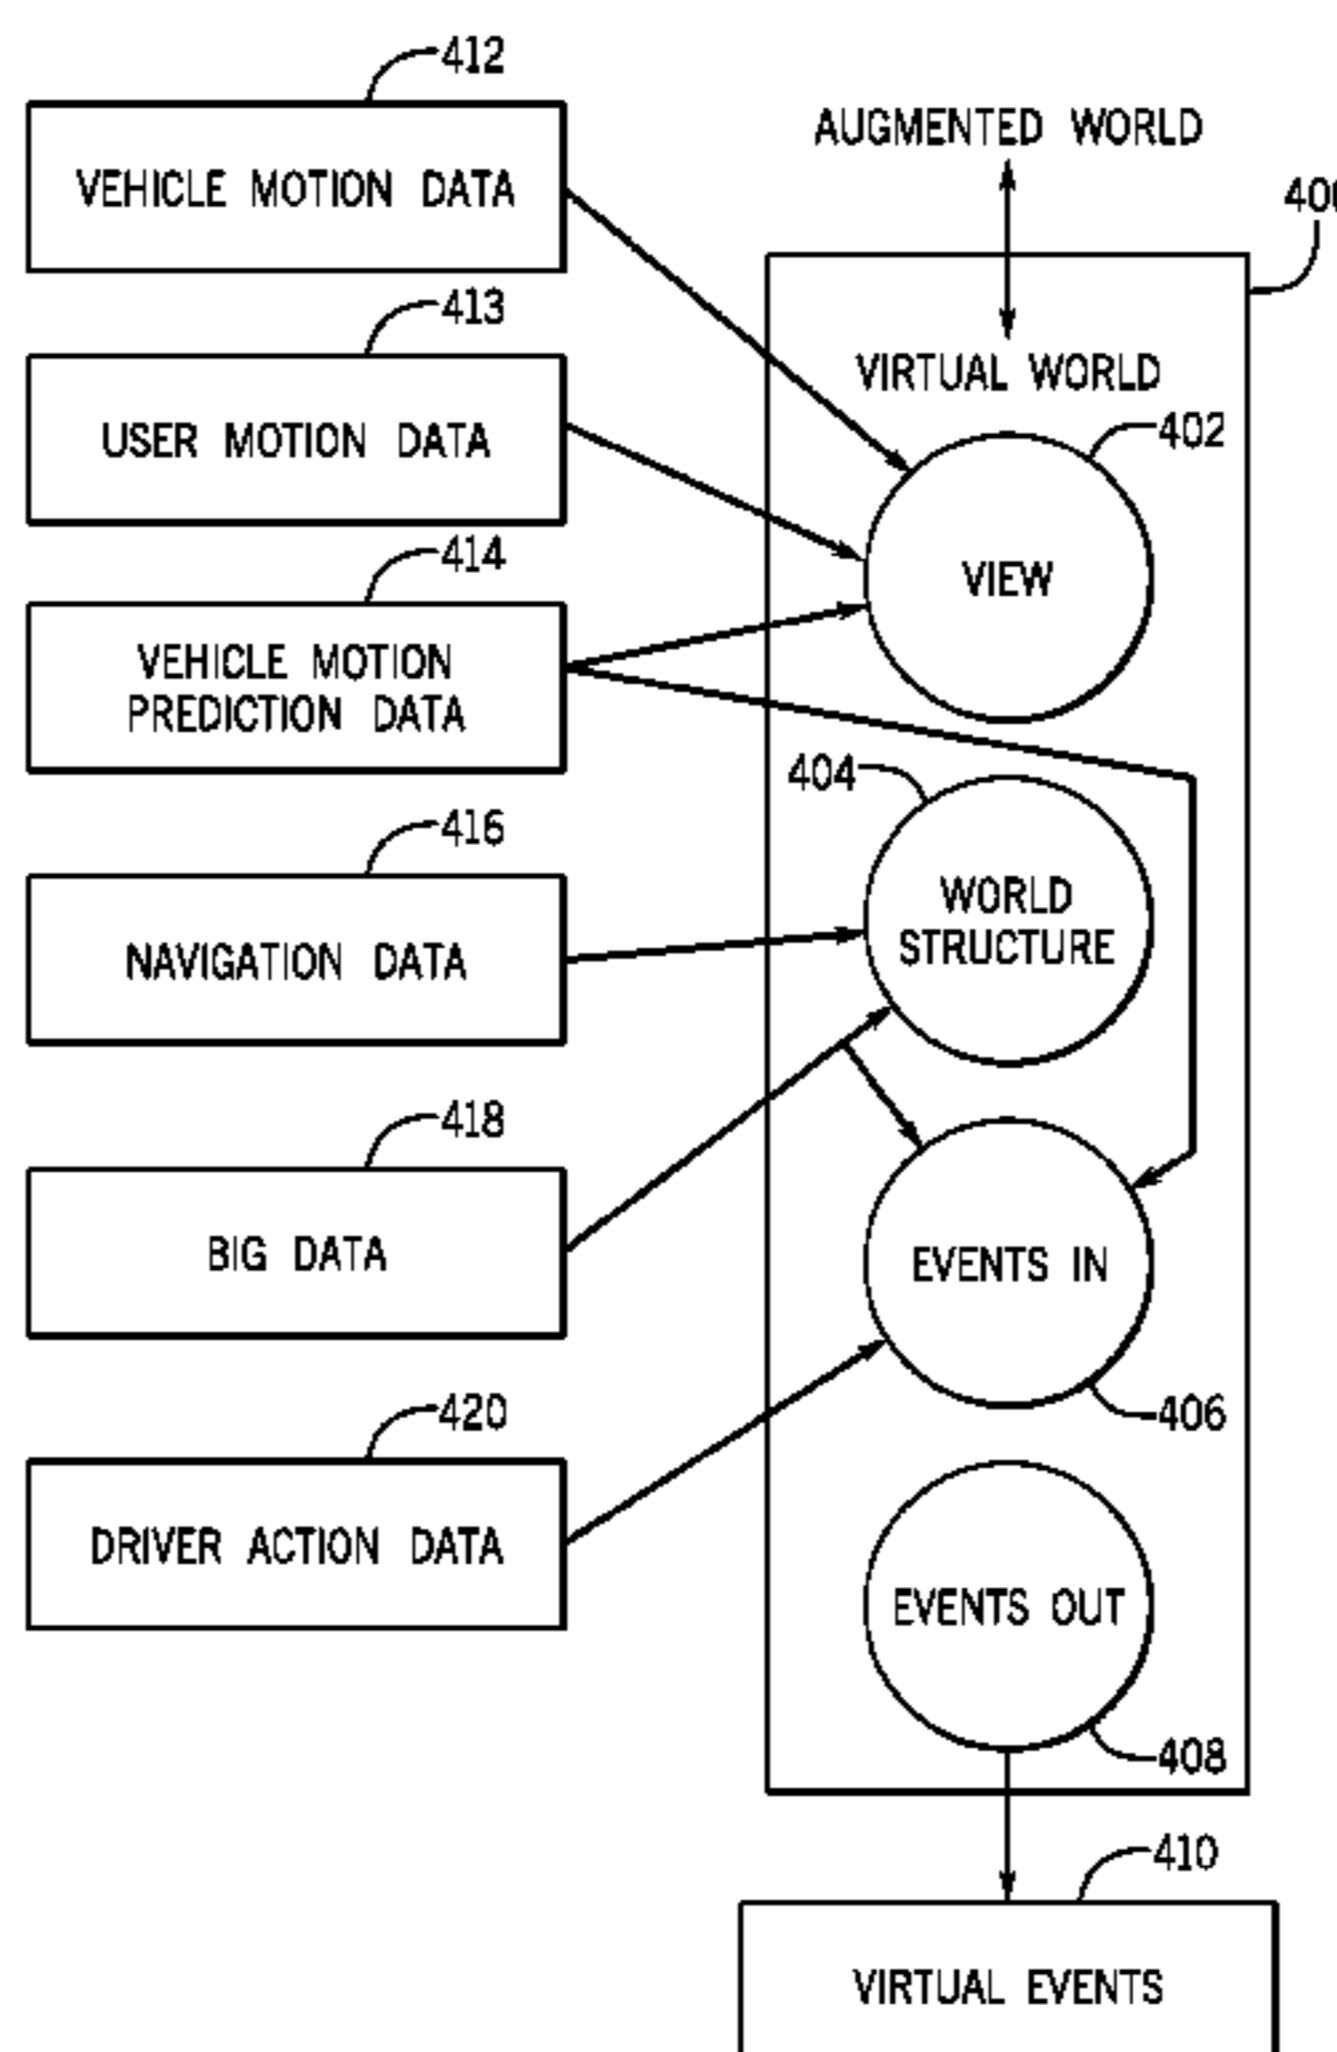 412
AUGMENTED WORLD
VEHICLE MOTION DATA
400
413
VIRTUAL WORLD
402
USER MOTION DATA
414
VIEW
VEHICLE MOTION
PREDICTION DATA
404
416
WORLD
STRUCTURE
NAVIGATION DATA
418
BIG DATA
EVENTS IN
420
406
DRIVER ACTION DATA
EVENTS OUT
408
410
VIRTUAL EVENTS